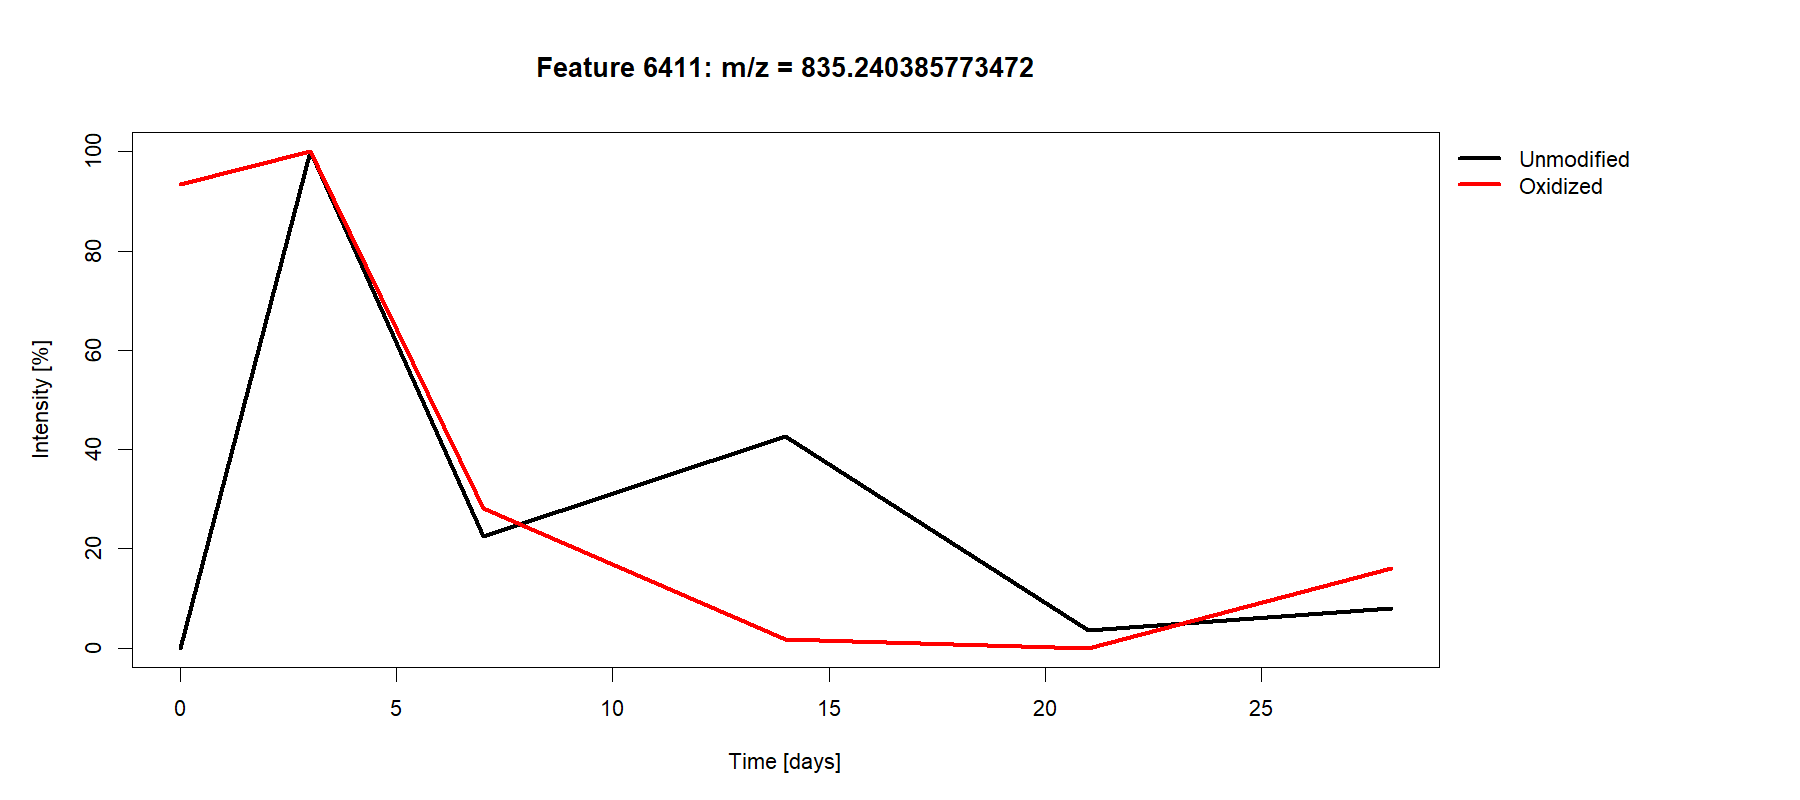 Feature 6411: m/z = 835.240385773472
Unmodified
Oxidized
Intensity [%]
100
80
60
40
20
0
0 5 10 15 20 25
Time [days]